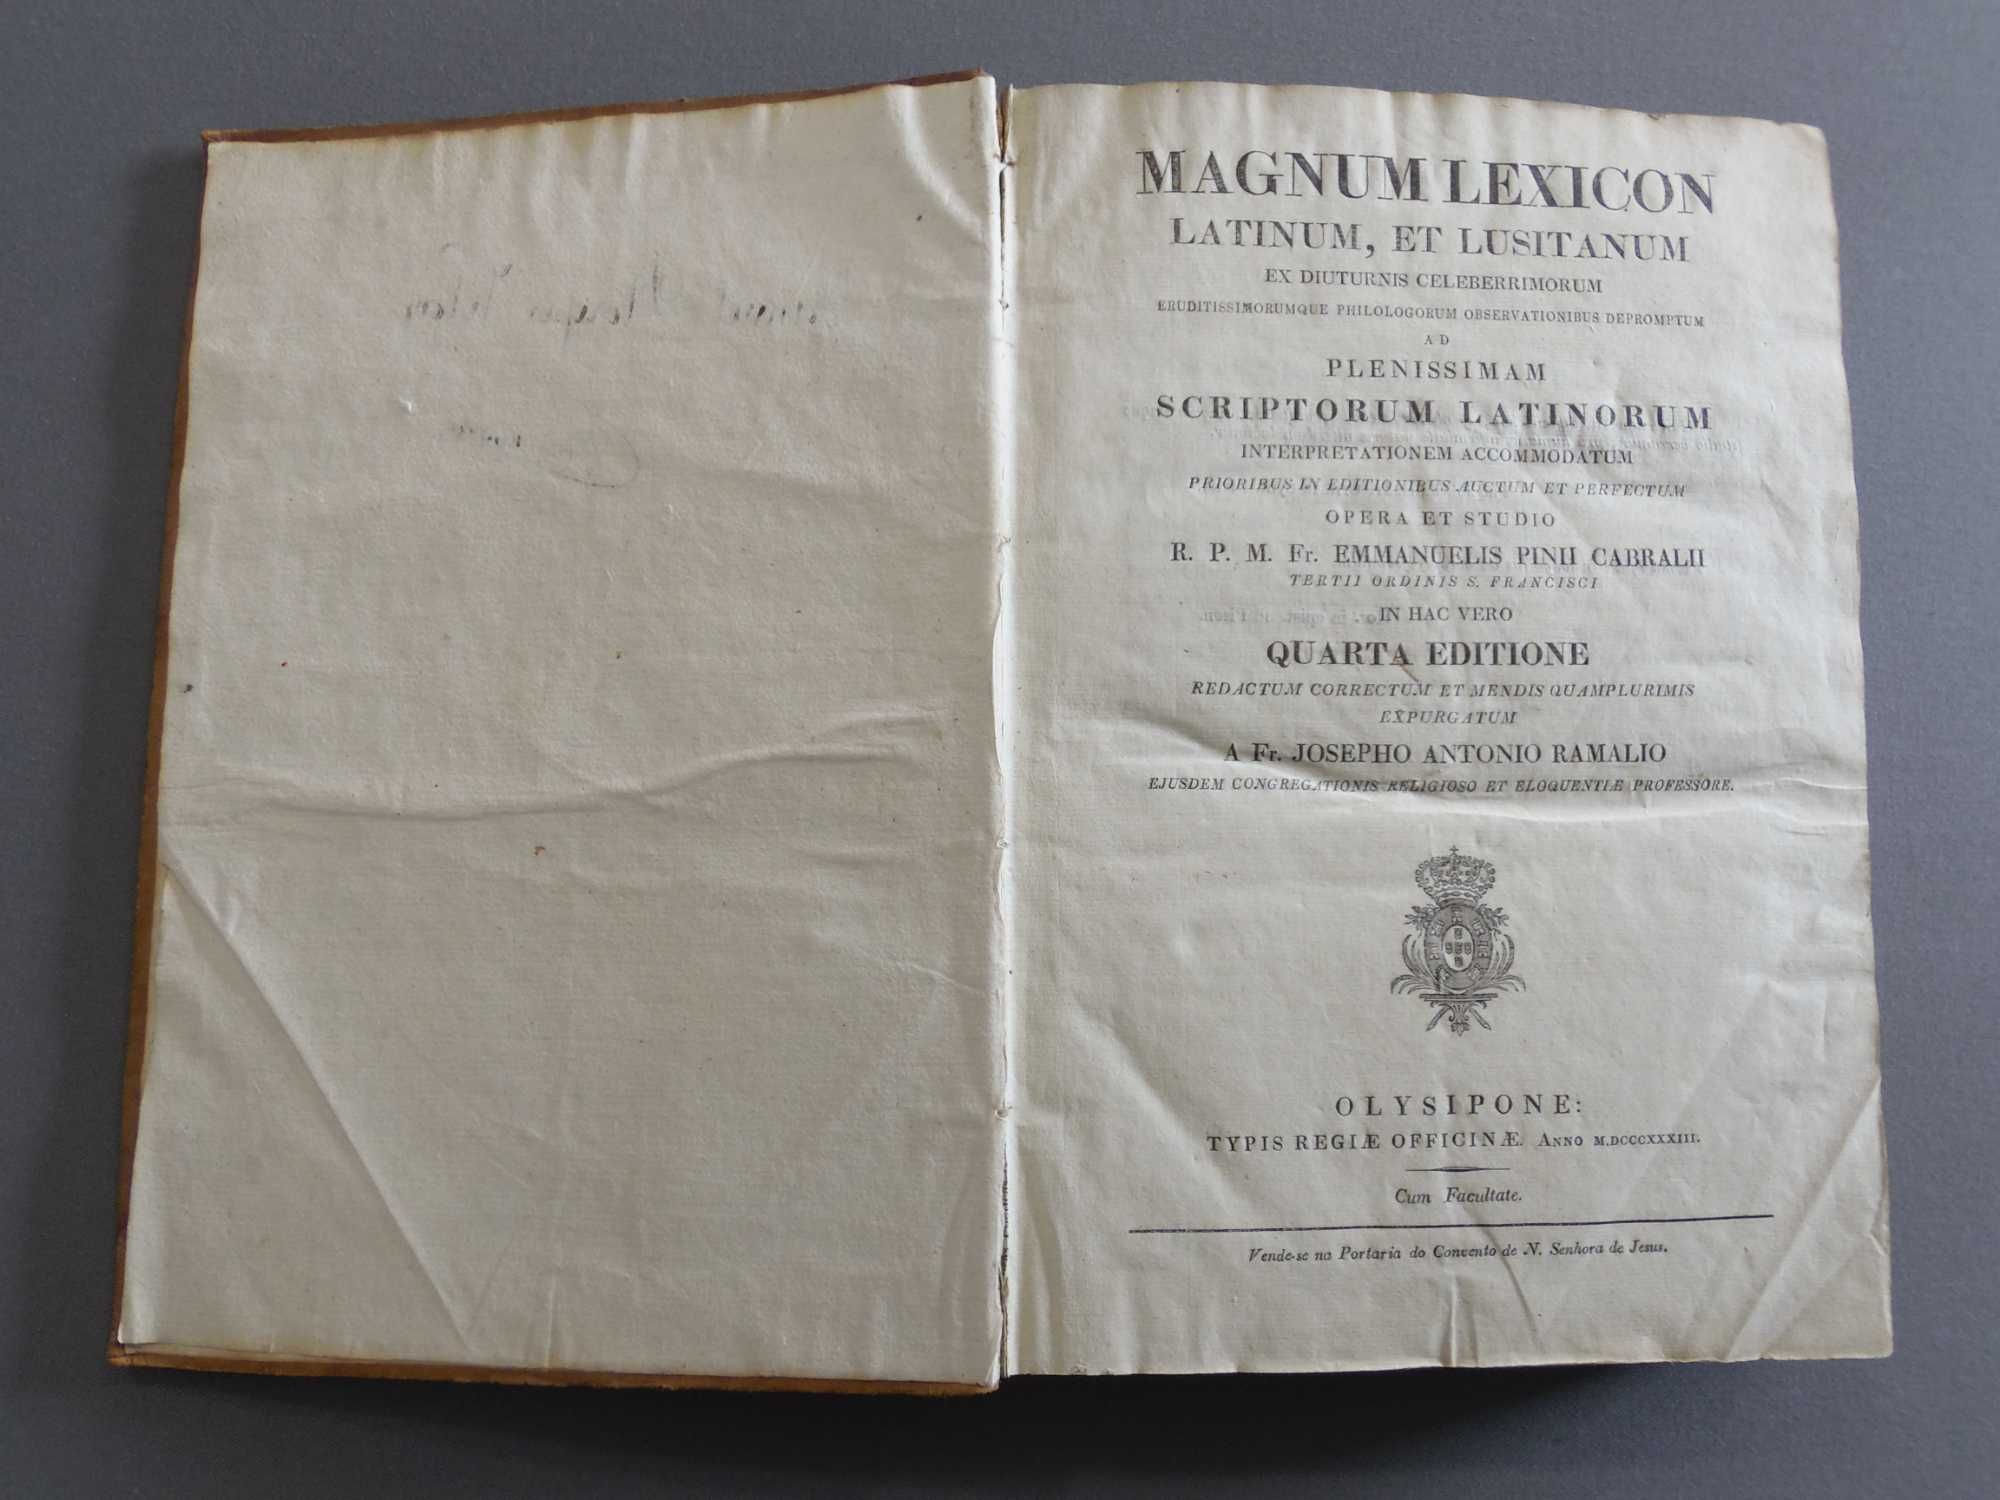 MAGNUM LEXICON
LATINUM, ET LUSITANUM
EX DIUTURNIS CELEBERRIMORUM
ERUDITISSIMORUMQUE PHILOLOGORUM OBSERVATIONIBUS DEPROMPTUM
AD
PLENISSIMAM
SCRIPTORUM LATINORUM
INTERPRETATIONEM ACCOMMODATUM
PRIORIBUS IN EDITIONIBUS AUCTUM ET PERFECTUM
OPERA ET STUDIO
R. P. M. Fr. EMMANUELIS PINII CABRALII
TERTII ORDINIS S. FRANCISCI
IN HAC VERO
QUARTA EDITIONE
REDACTUM CORRECTUM ET MENDIS QUAMPLURIMIS
EXPURGATUM
A Fr. JOSEPHO ANTONIO RAMALIO
EJUSDEM CONGREGATIONIS RELIGIOSO ET ELOQUENTIÆ PROFESSORE.
OLYSIPONE:
TYPIS REGIÆ OFFICINÆ. ANNO M.DCCCXXXIII.
Cum Facultate.
Vende-se na Portaria do Convento de N. Senhora de Jesus.